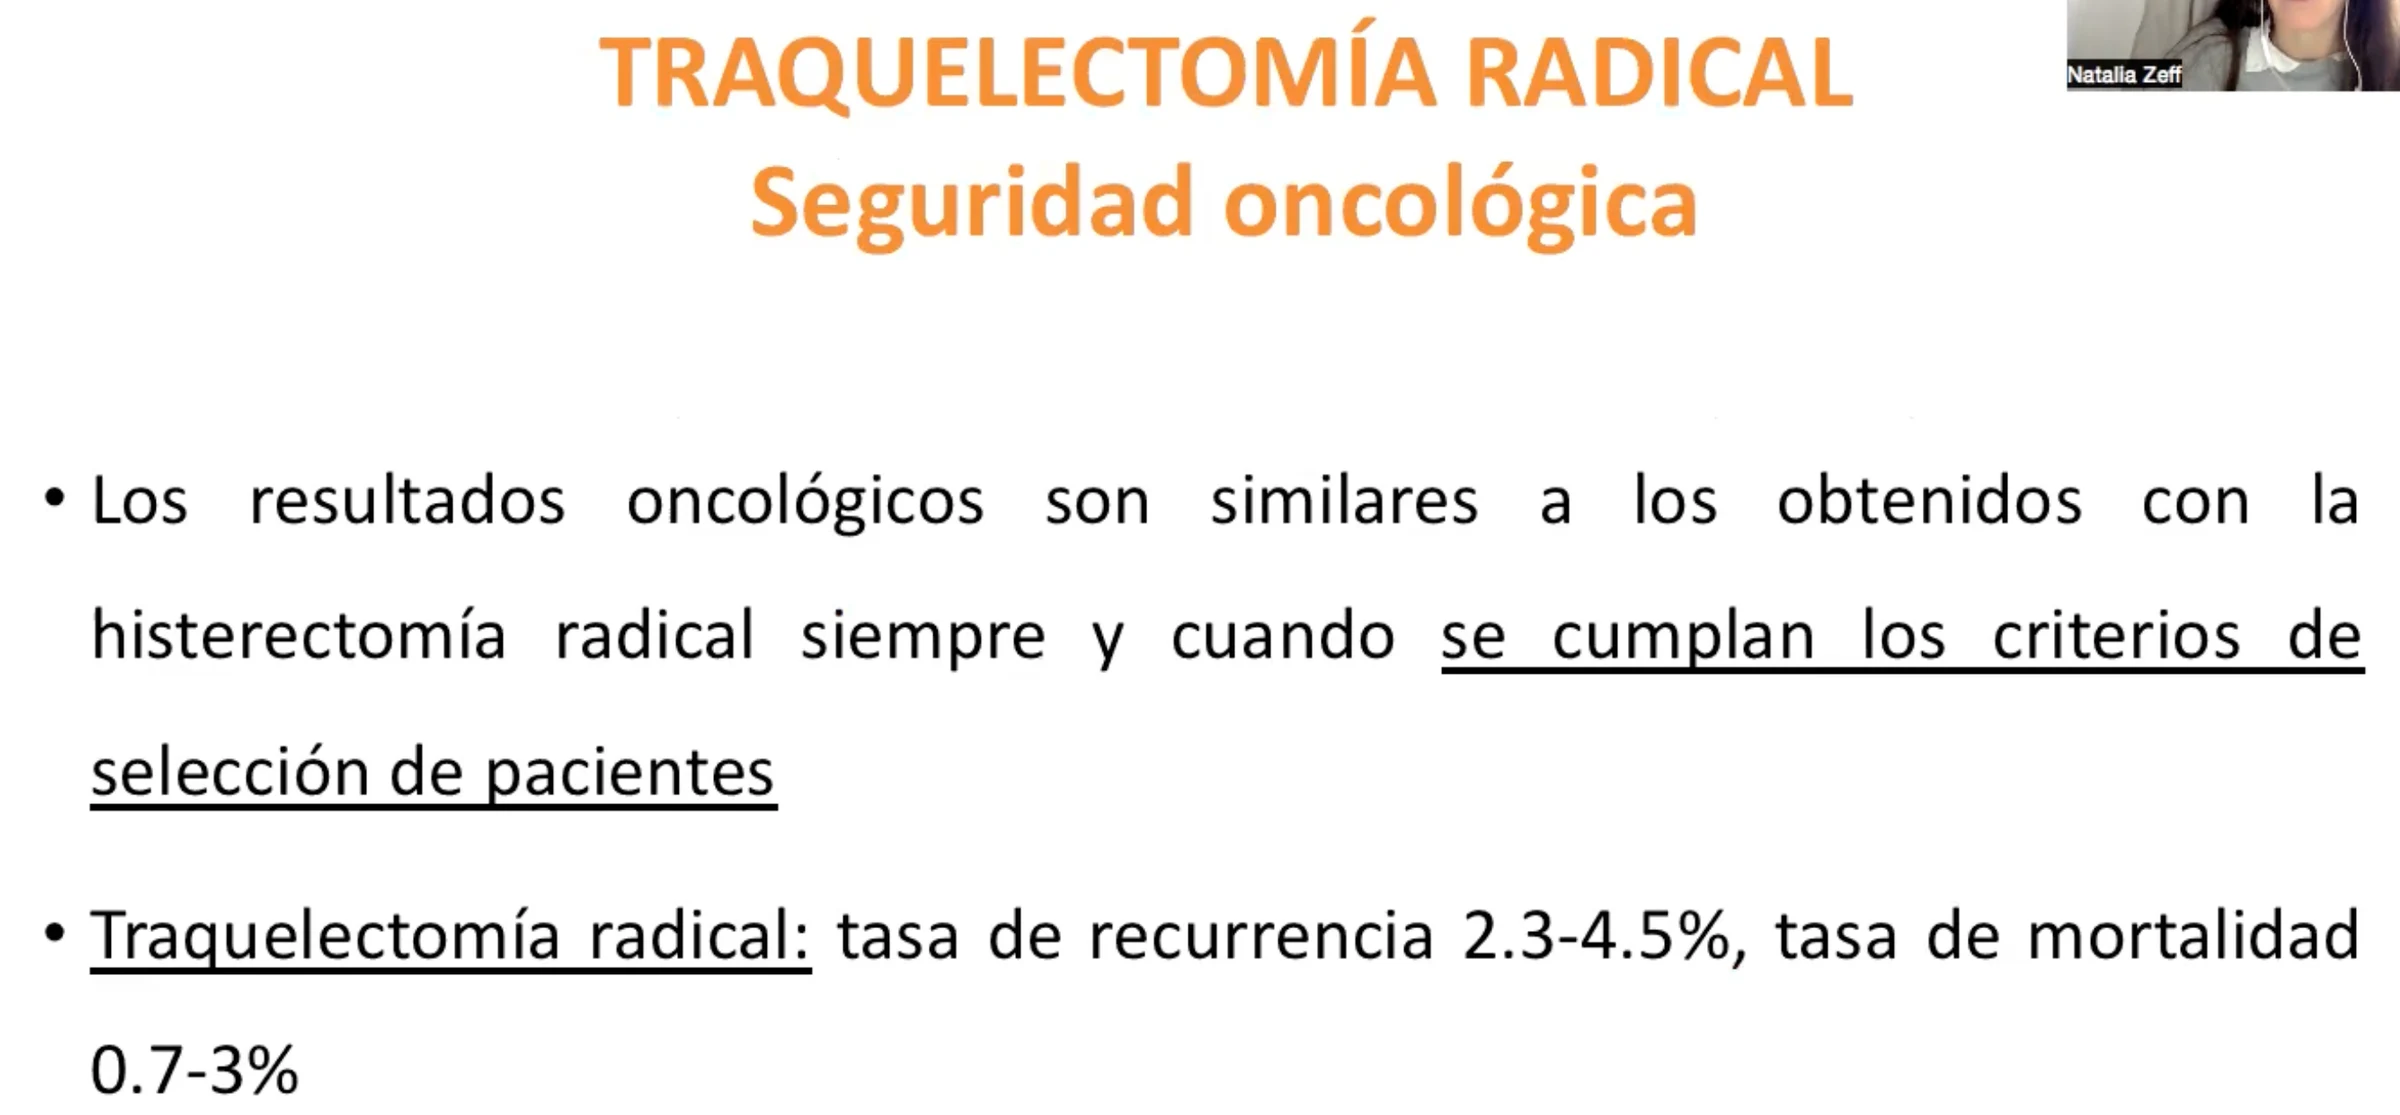 TRAQUELECTOMÍA RADICAL
Natalia Zeff
Seguridad oncológica
• Los resultados oncológicos son similares a los obtenidos con la
histerectomía radical siempre y cuando se cumplan los criterios de
selección de pacientes
• Traquelectomía radical: tasa de recurrencia 2.3-4.5%, tasa de mortalidad
0.7-3%